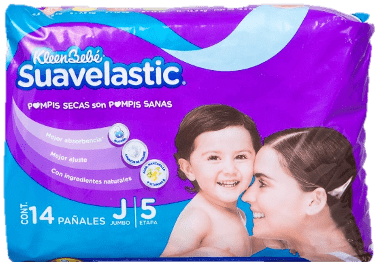 KleenBebé
Suavelastic
POMPIS SECAS son POMPIS SANAS
Mejor absorbencia
Mejor ajuste
Con ingredientes naturales
CONT.
14 PAÑALES
J
JUMBO
5
ETAPA